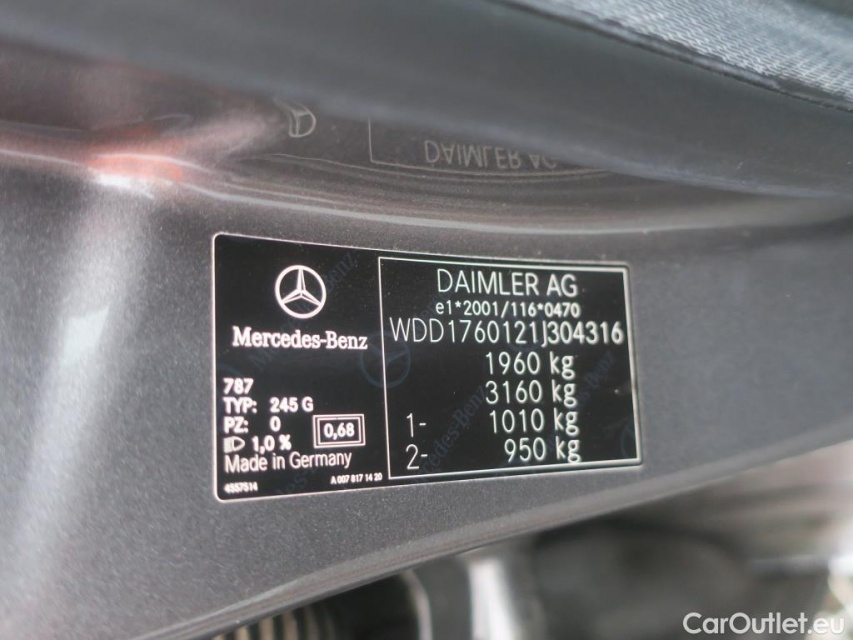 DAIMLER AG
Mercedes-Benz
787
TYP: 245 G
PZ: 0
1,0 %
0,68
Made in Germany
4557514
A 007 817 14 20
DAIMLER AG
e1*2001/116*0470
WDD1760121J304316
1960 kg
3160 kg
1- 1010 kg
2- 950 kg
CarOutlet.eu